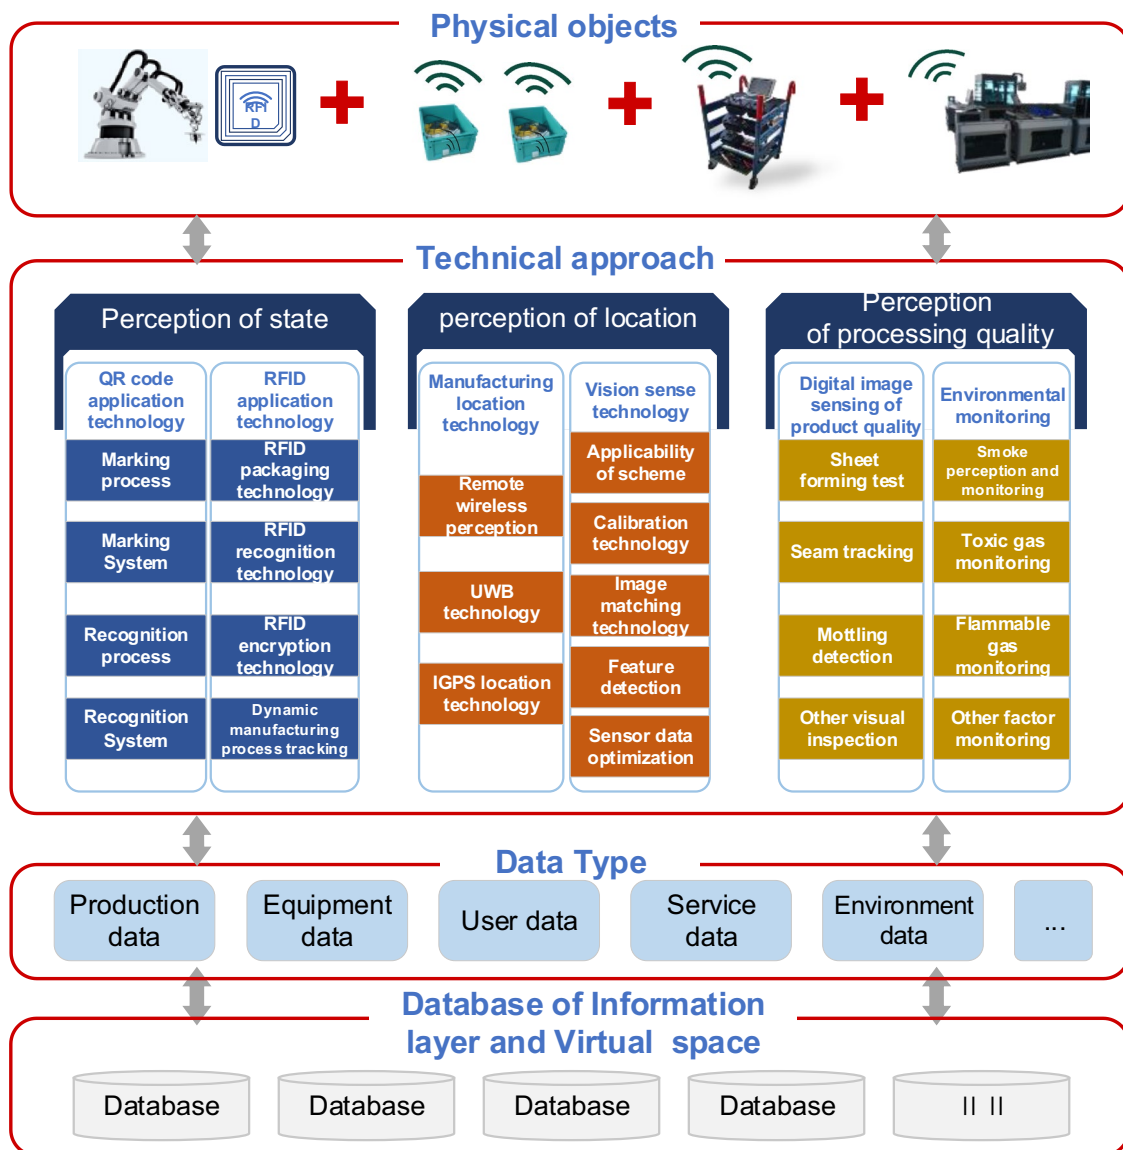 Physical objects
RFI
D
Technical approach
Perception of state
perception of location
Perception
of processing quality
QR code
application
technology
Marking
process
Marking
System
Recognition
process
Recognition
System
RFID
application
technology
RFID
packaging
technology
RFID
recognition
technology
RFID
encryption
technology
Dynamic
manufacturing
process tracking
Manufacturing
location
technology
Remote
wireless
perception
UWB
technology
IGPS location
technology
Vision sense
technology
Applicability
of scheme
Calibration
technology
Image
matching
technology
Feature
detection
Sensor data
optimization
Digital image
sensing of
product quality
Sheet
forming test
Seam tracking
Mottling
detection
Other visual
inspection
Environmental
monitoring
Smoke
perception and
monitoring
Toxic gas
monitoring
Flammable
gas
monitoring
Other factor
monitoring
Data Type
Production
data
Equipment
data
User data
Service
data
Environment
data
...
Database of Information
layer and Virtual space
Database
Database
Database
Database
II II